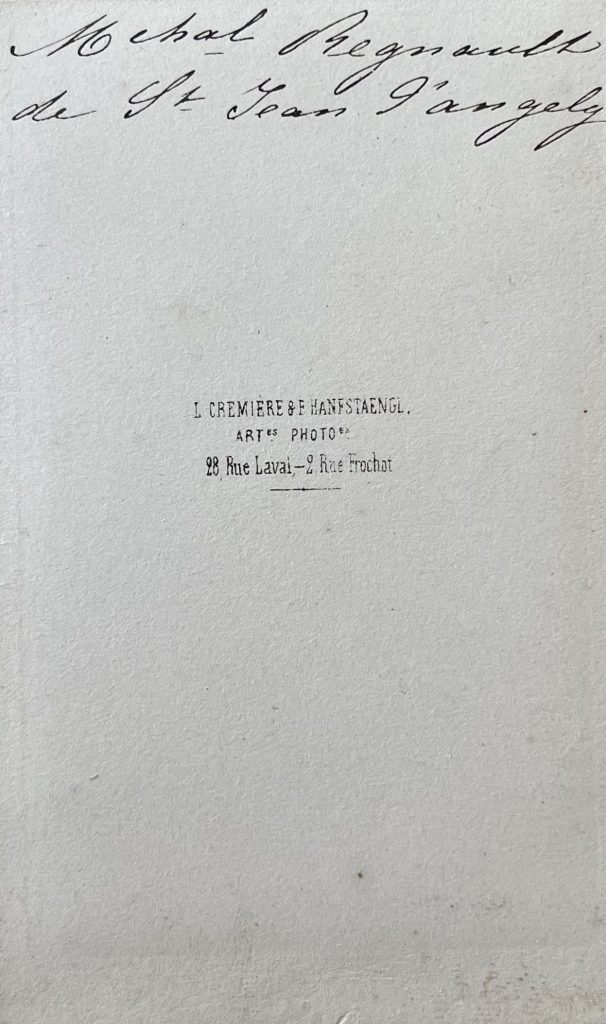 Mchal Regnault
de St Jean d'angely
L CREMIÈRE & E HANFSTAENGL.
ARTes PHOTOes
28, Rue Laval,–2, Rue Frochot